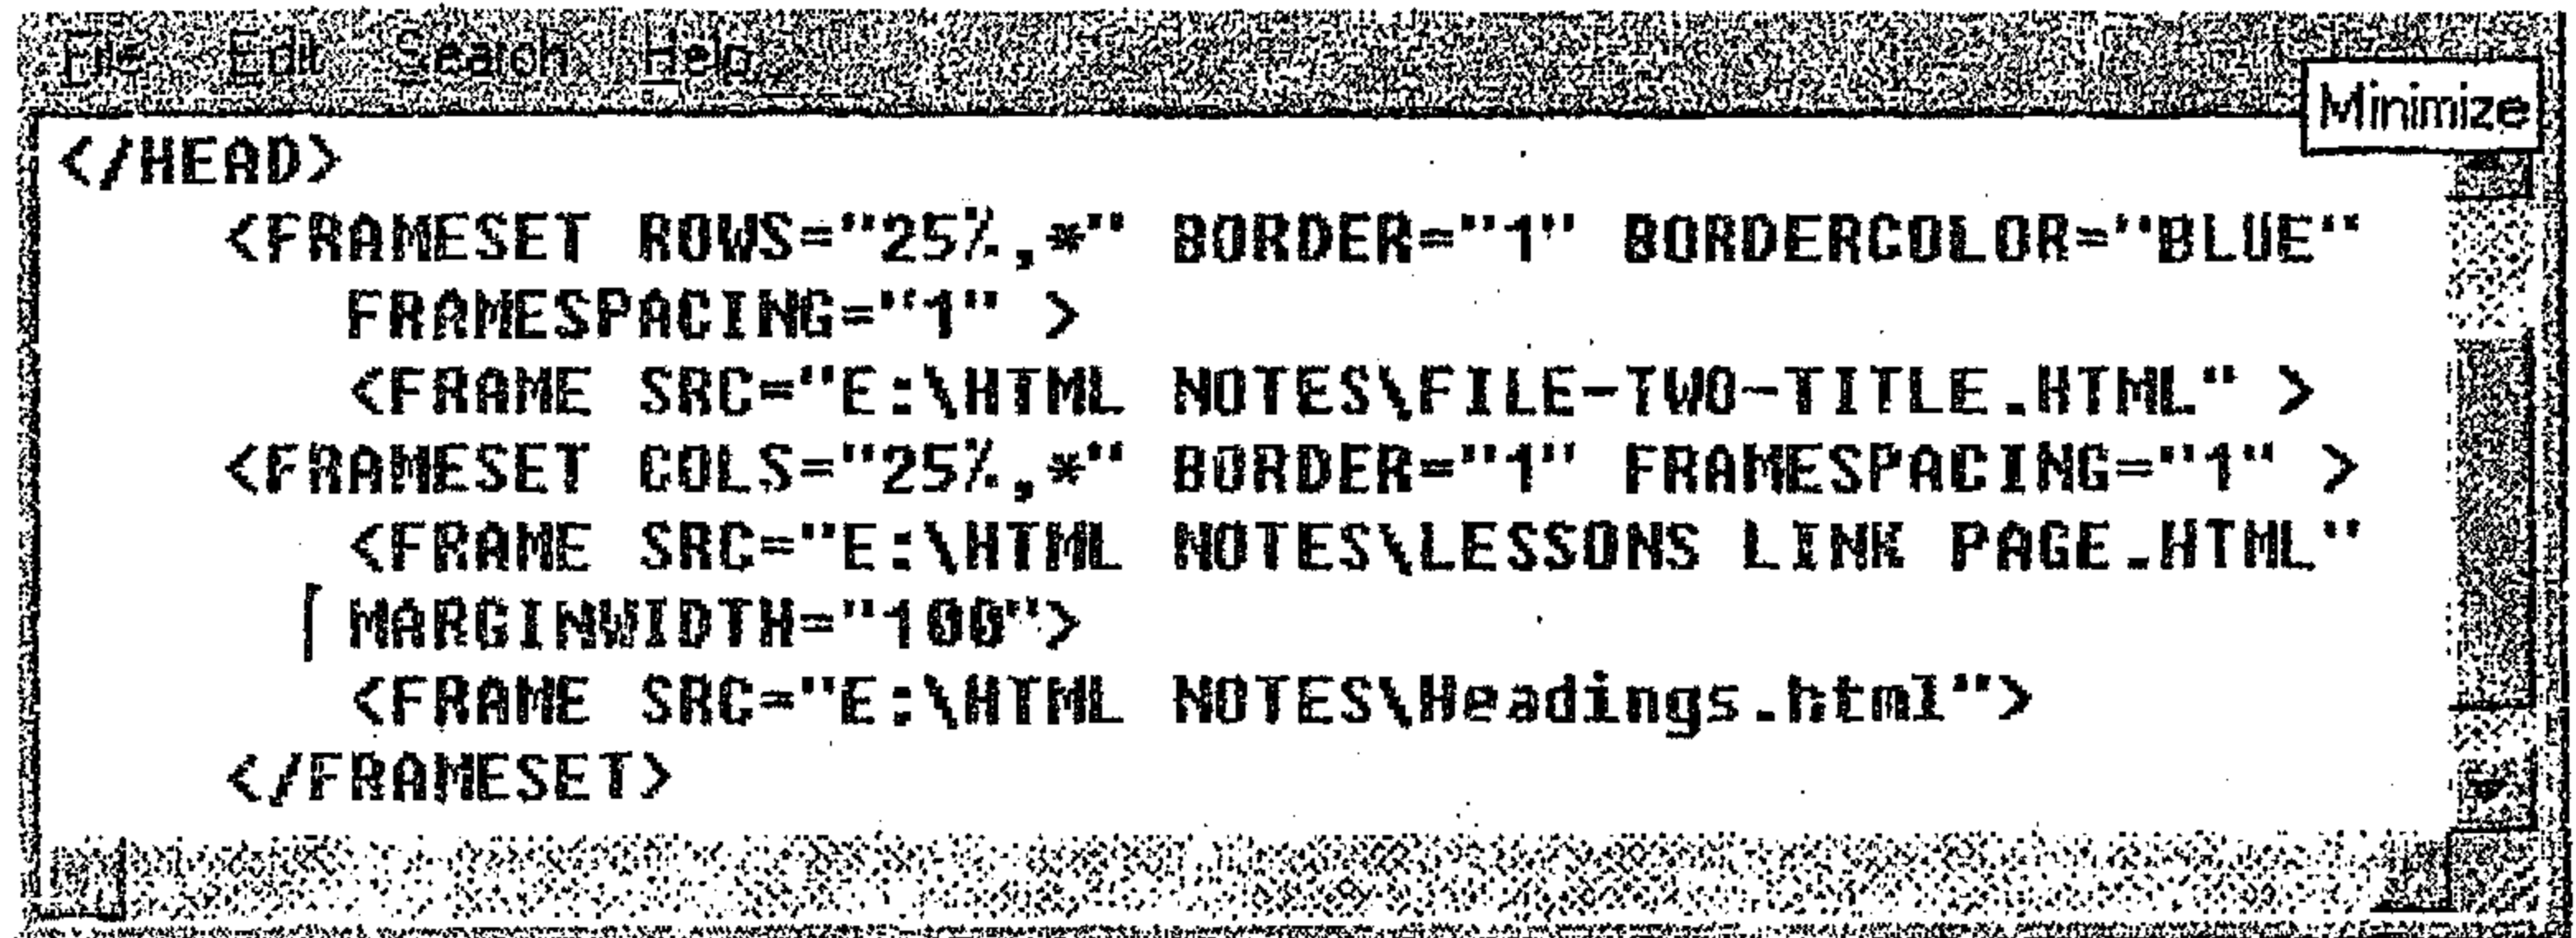 File Edit Search Help
Minimize
</HEAD>
<FRAMESET ROWS="25%,*" BORDER="1" BORDERCOLOR="BLUE"
FRAMESPACING="1" >
<FRAME SRC="E:\HTML NOTES\FILE-TWO-TITLE.HTML" >
<FRAMESET COLS="25%,*" BORDER="1" FRAMESPACING="1" >
<FRAME SRC="E:\HTML NOTES\LESSONS LINK PAGE.HTML"
MARGINWIDTH="100">
<FRAME SRC="E:\HTML NOTES\Headings.html">
</FRAMESET>